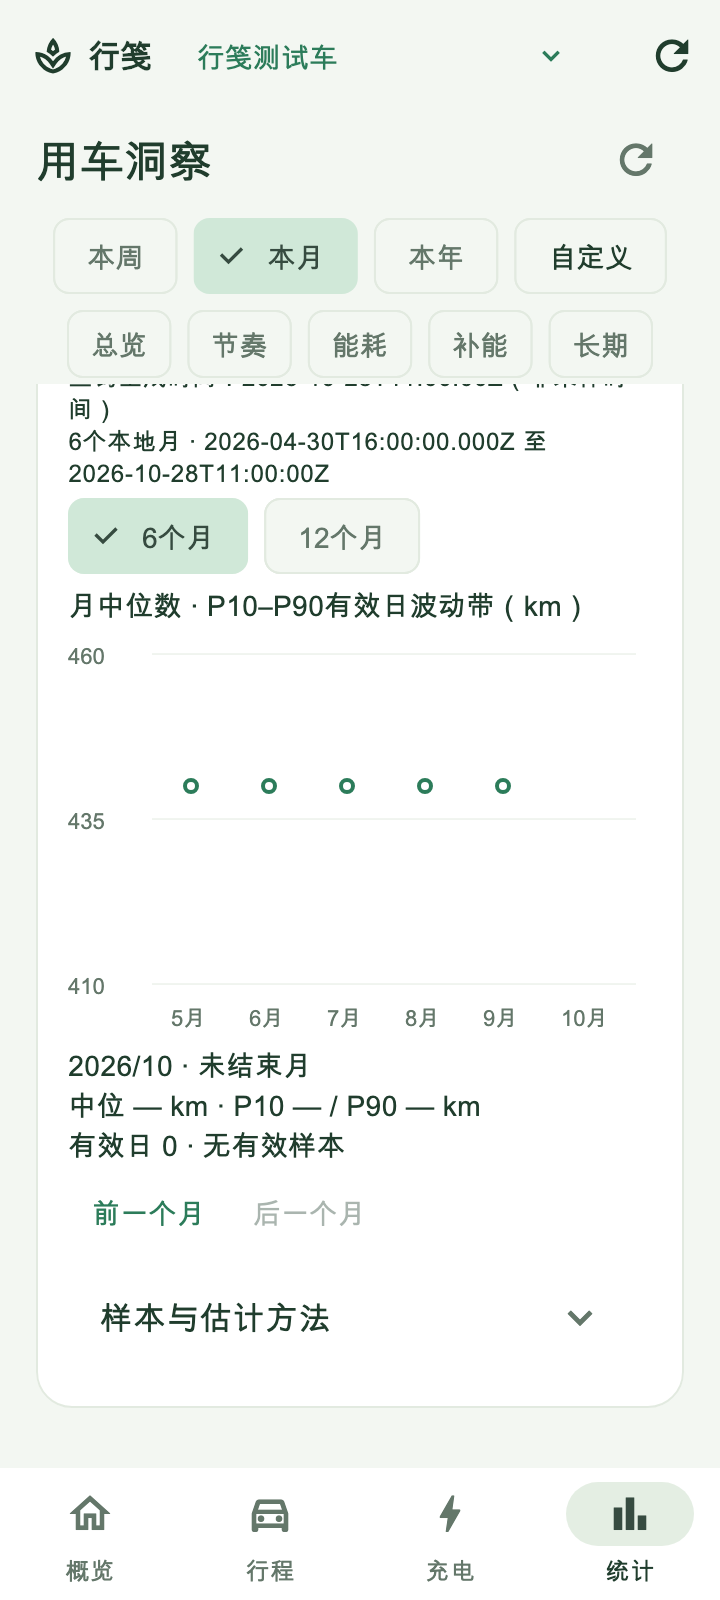 行笺
行笺测试车
用车洞察
本周
本月
本年
自定义
总览
节奏
能耗
补能
长期
间）
6个本地月 · 2026-04-30T16:00:00.000Z 至
2026-10-28T11:00:00Z
6个月
12个月
月中位数 · P10–P90有效日波动带（km）
460
435
410
5月
6月
7月
8月
9月
10月
2026/10 · 未结束月
中位 — km · P10 — / P90 — km
有效日 0 · 无有效样本
前一个月
后一个月
样本与估计方法
概览
行程
充电
统计